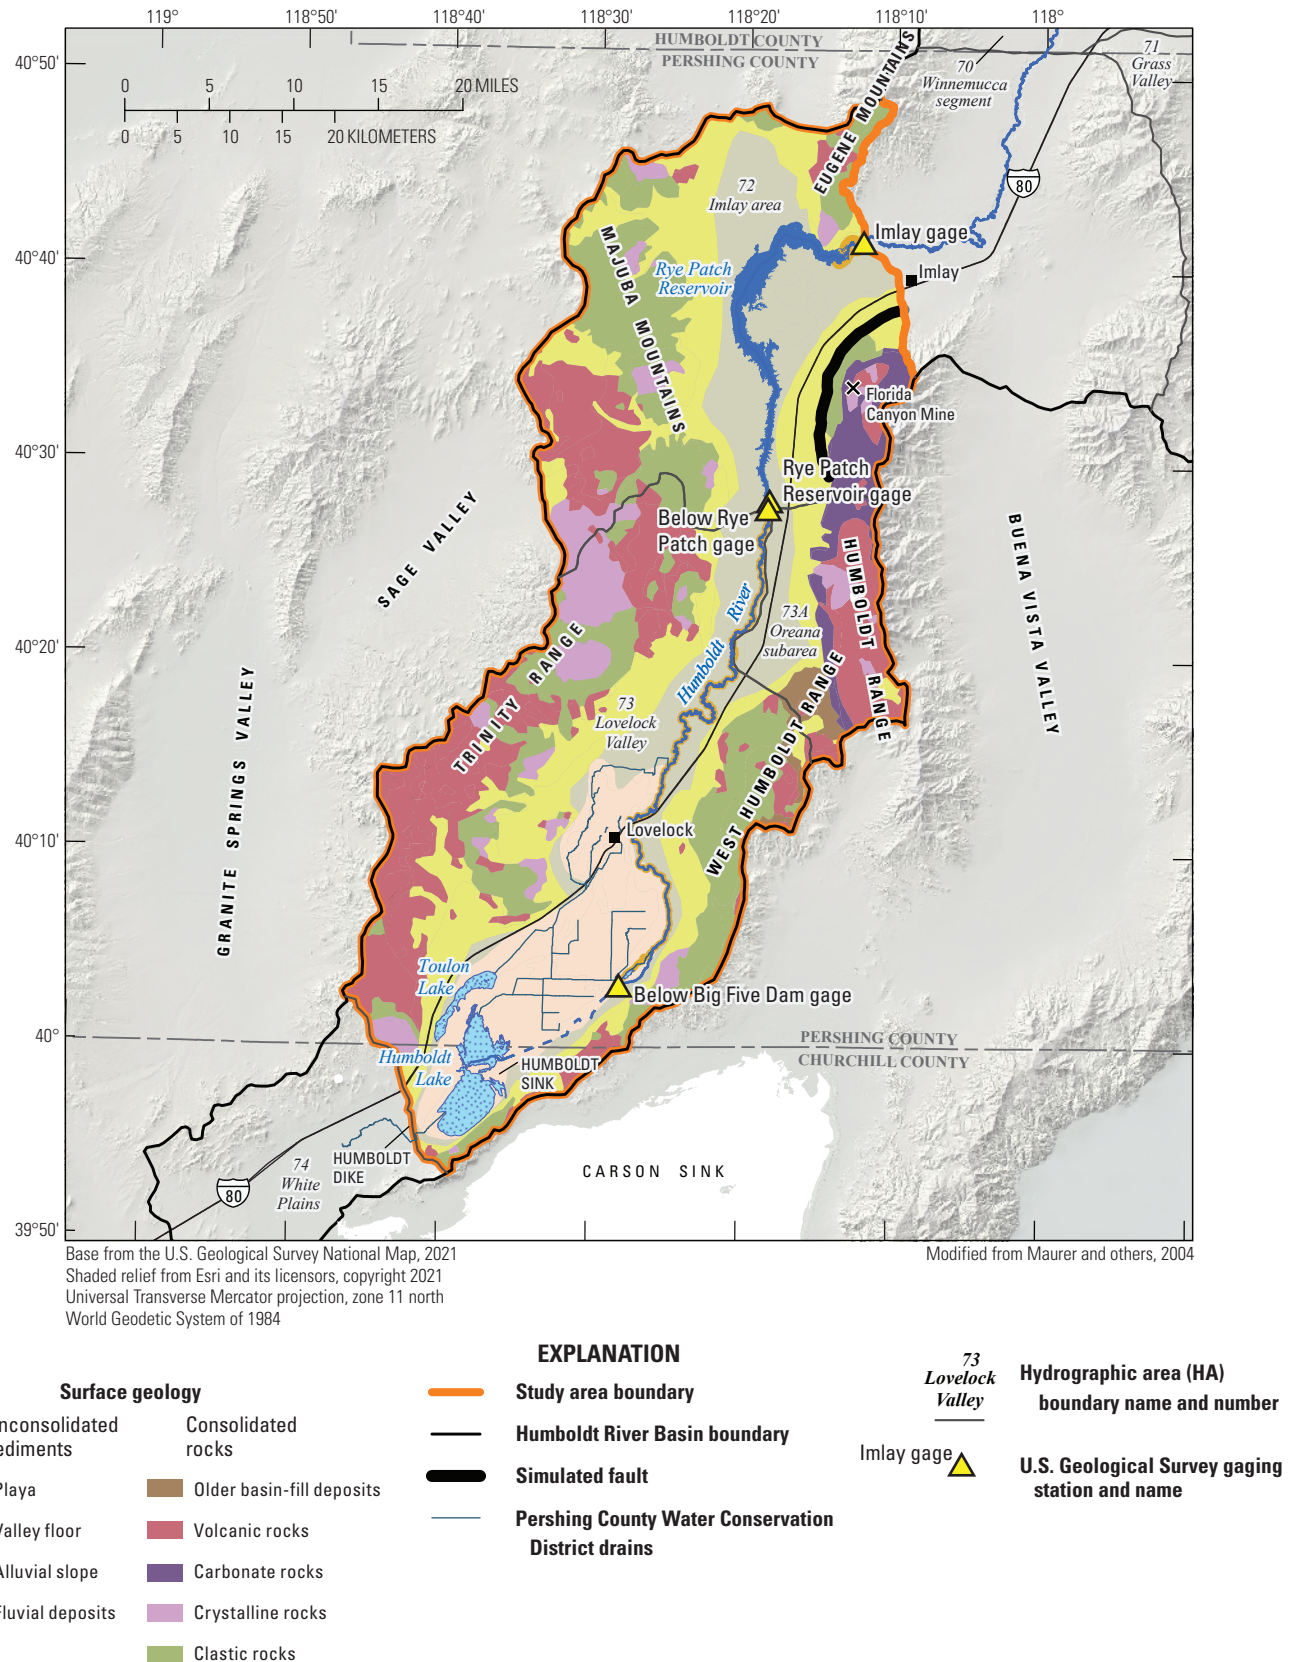 119°
118°50'
118°40'
118°30'
118°20'
118°10'
118°
40°50'
40°40'
40°30'
40°20'
40°10'
40°
39°50'
0 5 10 15 20 MILES
0 5 10 15 20 KILOMETERS
HUMBOLDT COUNTY
PERSHING COUNTY
70
Winnemucca
segment
71
Grass
Valley
EUGENE MOUNTAINS
80
72
Imlay area
Imlay gage
Imlay
MAJUBA MOUNTAINS
Rye Patch
Reservoir
Florida
Canyon Mine
Rye Patch
Reservoir gage
Below Rye
Patch gage
SAGE VALLEY
BUENA VISTA VALLEY
HUMBOLDT RANGE
Humboldt River
73A
Oreana
subarea
TRINITY RANGE
73
Lovelock
Valley
WEST HUMBOLDT RANGE
GRANITE SPRINGS VALLEY
Lovelock
Toulon
Lake
Below Big Five Dam gage
PERSHING COUNTY
CHURCHILL COUNTY
Humboldt
Lake
HUMBOLDT
SINK
HUMBOLDT
DIKE
CARSON SINK
74
White
Plains
80
Base from the U.S. Geological Survey National Map, 2021
Shaded relief from Esri and its licensors, copyright 2021
Universal Transverse Mercator projection, zone 11 north
World Geodetic System of 1984
Modified from Maurer and others, 2004
EXPLANATION
Surface geology
nconsolidated
ediments
Playa
Valley floor
Alluvial slope
Fluvial deposits
Consolidated
rocks
Older basin-fill deposits
Volcanic rocks
Carbonate rocks
Crystalline rocks
Clastic rocks
Study area boundary
Humboldt River Basin boundary
Simulated fault
Pershing County Water Conservation
District drains
73
Lovelock
Valley
Hydrographic area (HA)
boundary name and number
Imlay gage
U.S. Geological Survey gaging
station and name